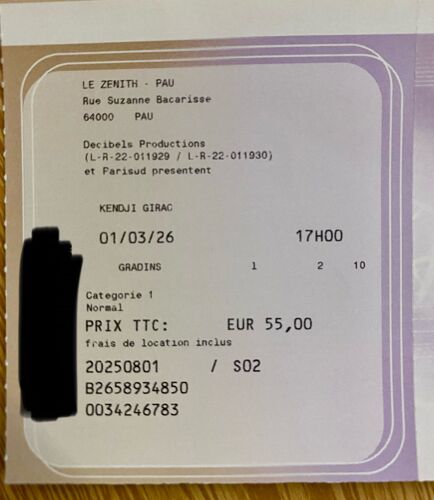 LE ZENITH - PAU
Rue Suzanne Bacarisse
64000 PAU
Decibels Productions
(L-R-22-011929 / L-R-22-011930)
et Parisud presentent
KENDJI GIRAC
01/03/26 17H00
GRADINS 1 2 10
Categorie 1
Normal
PRIX TTC: EUR 55,00
frais de location inclus
20250801 / S02
B2658934850
0034246783